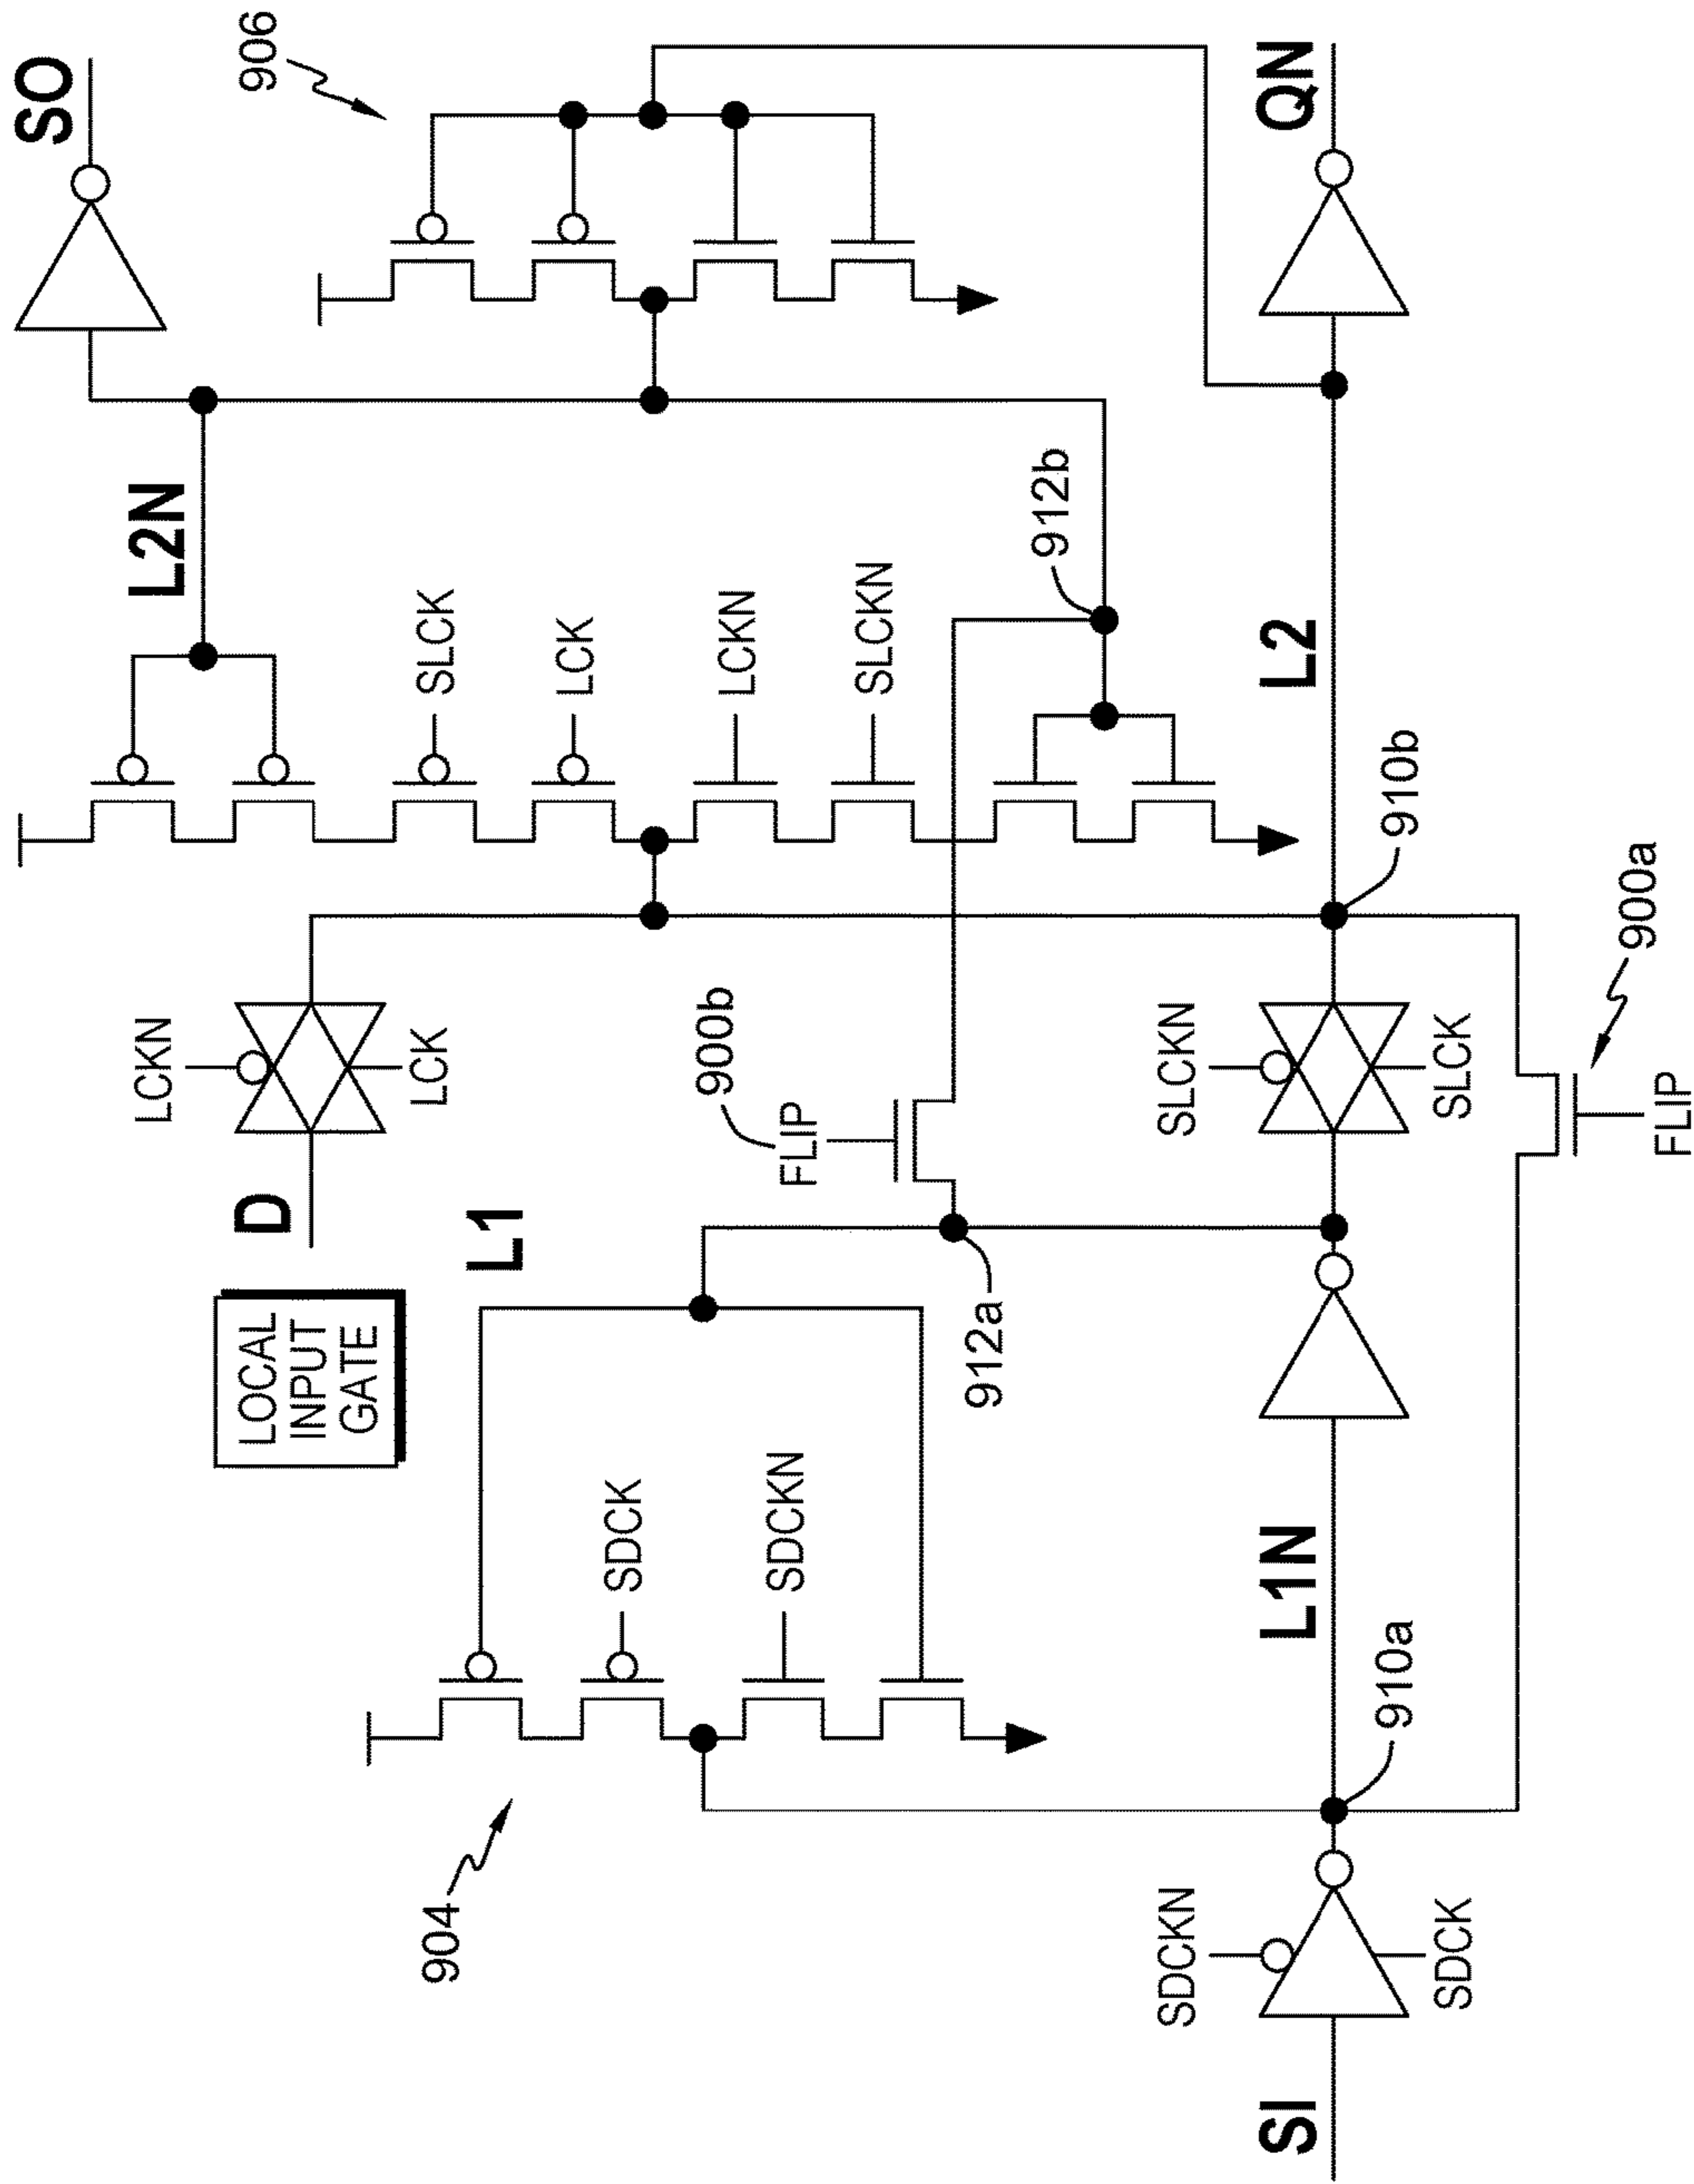 SO
LCKN
L2N
D
906
LOCAL
INPUT
GATE
L1
LCK
SLCK
904
SDCK
LCK
900b
LCKN
SDCKN
FLIP
SLCKN
912a
912b
SDCKN
SLCKN
SI
L1N
L2
QN
910a
910b
SDCK
SLCK
900a
FLIP